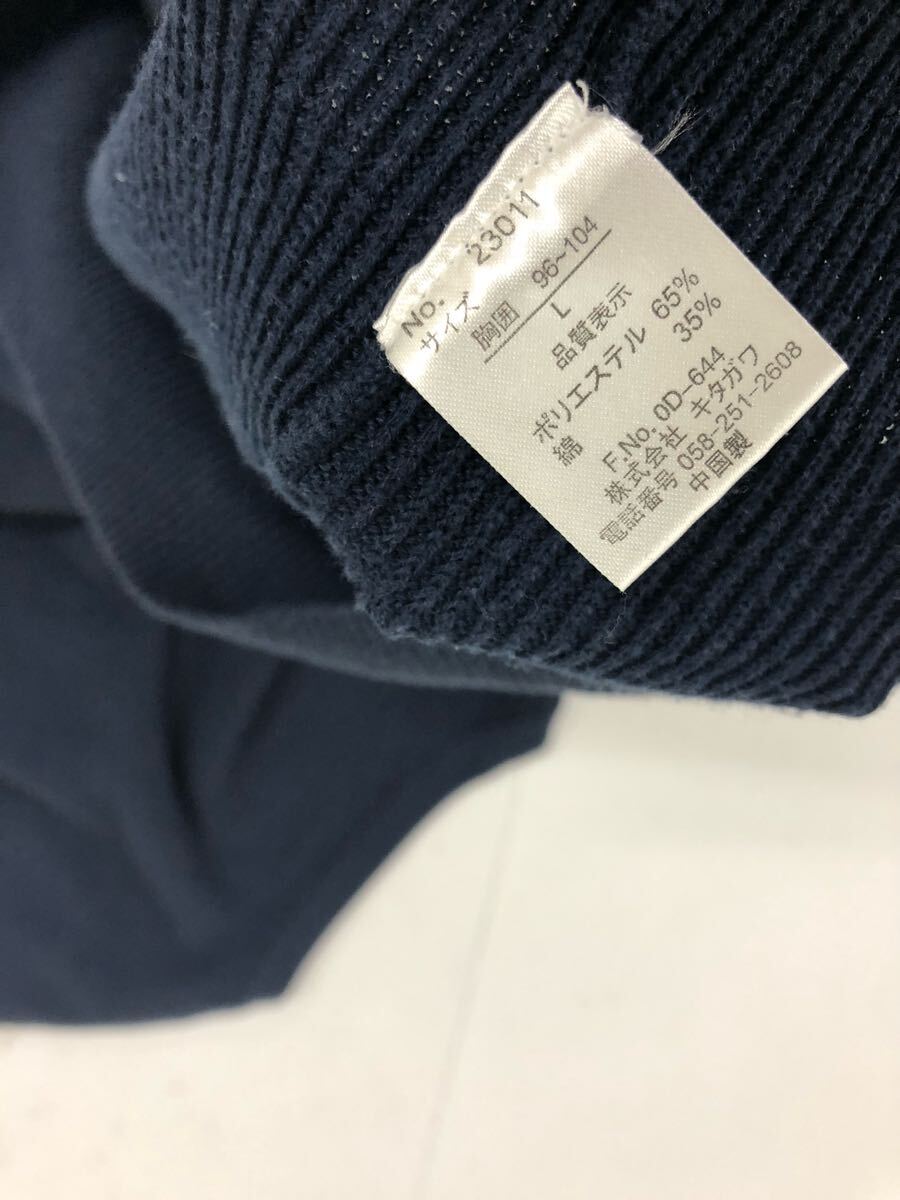 No. 23011
サイズ
胸囲 96~104
L
品質表示
ポリエステル 65%
綿 35%
F.No. 0D-644
株式会社 キタガワ
電話番号 058-251-2608
中国製